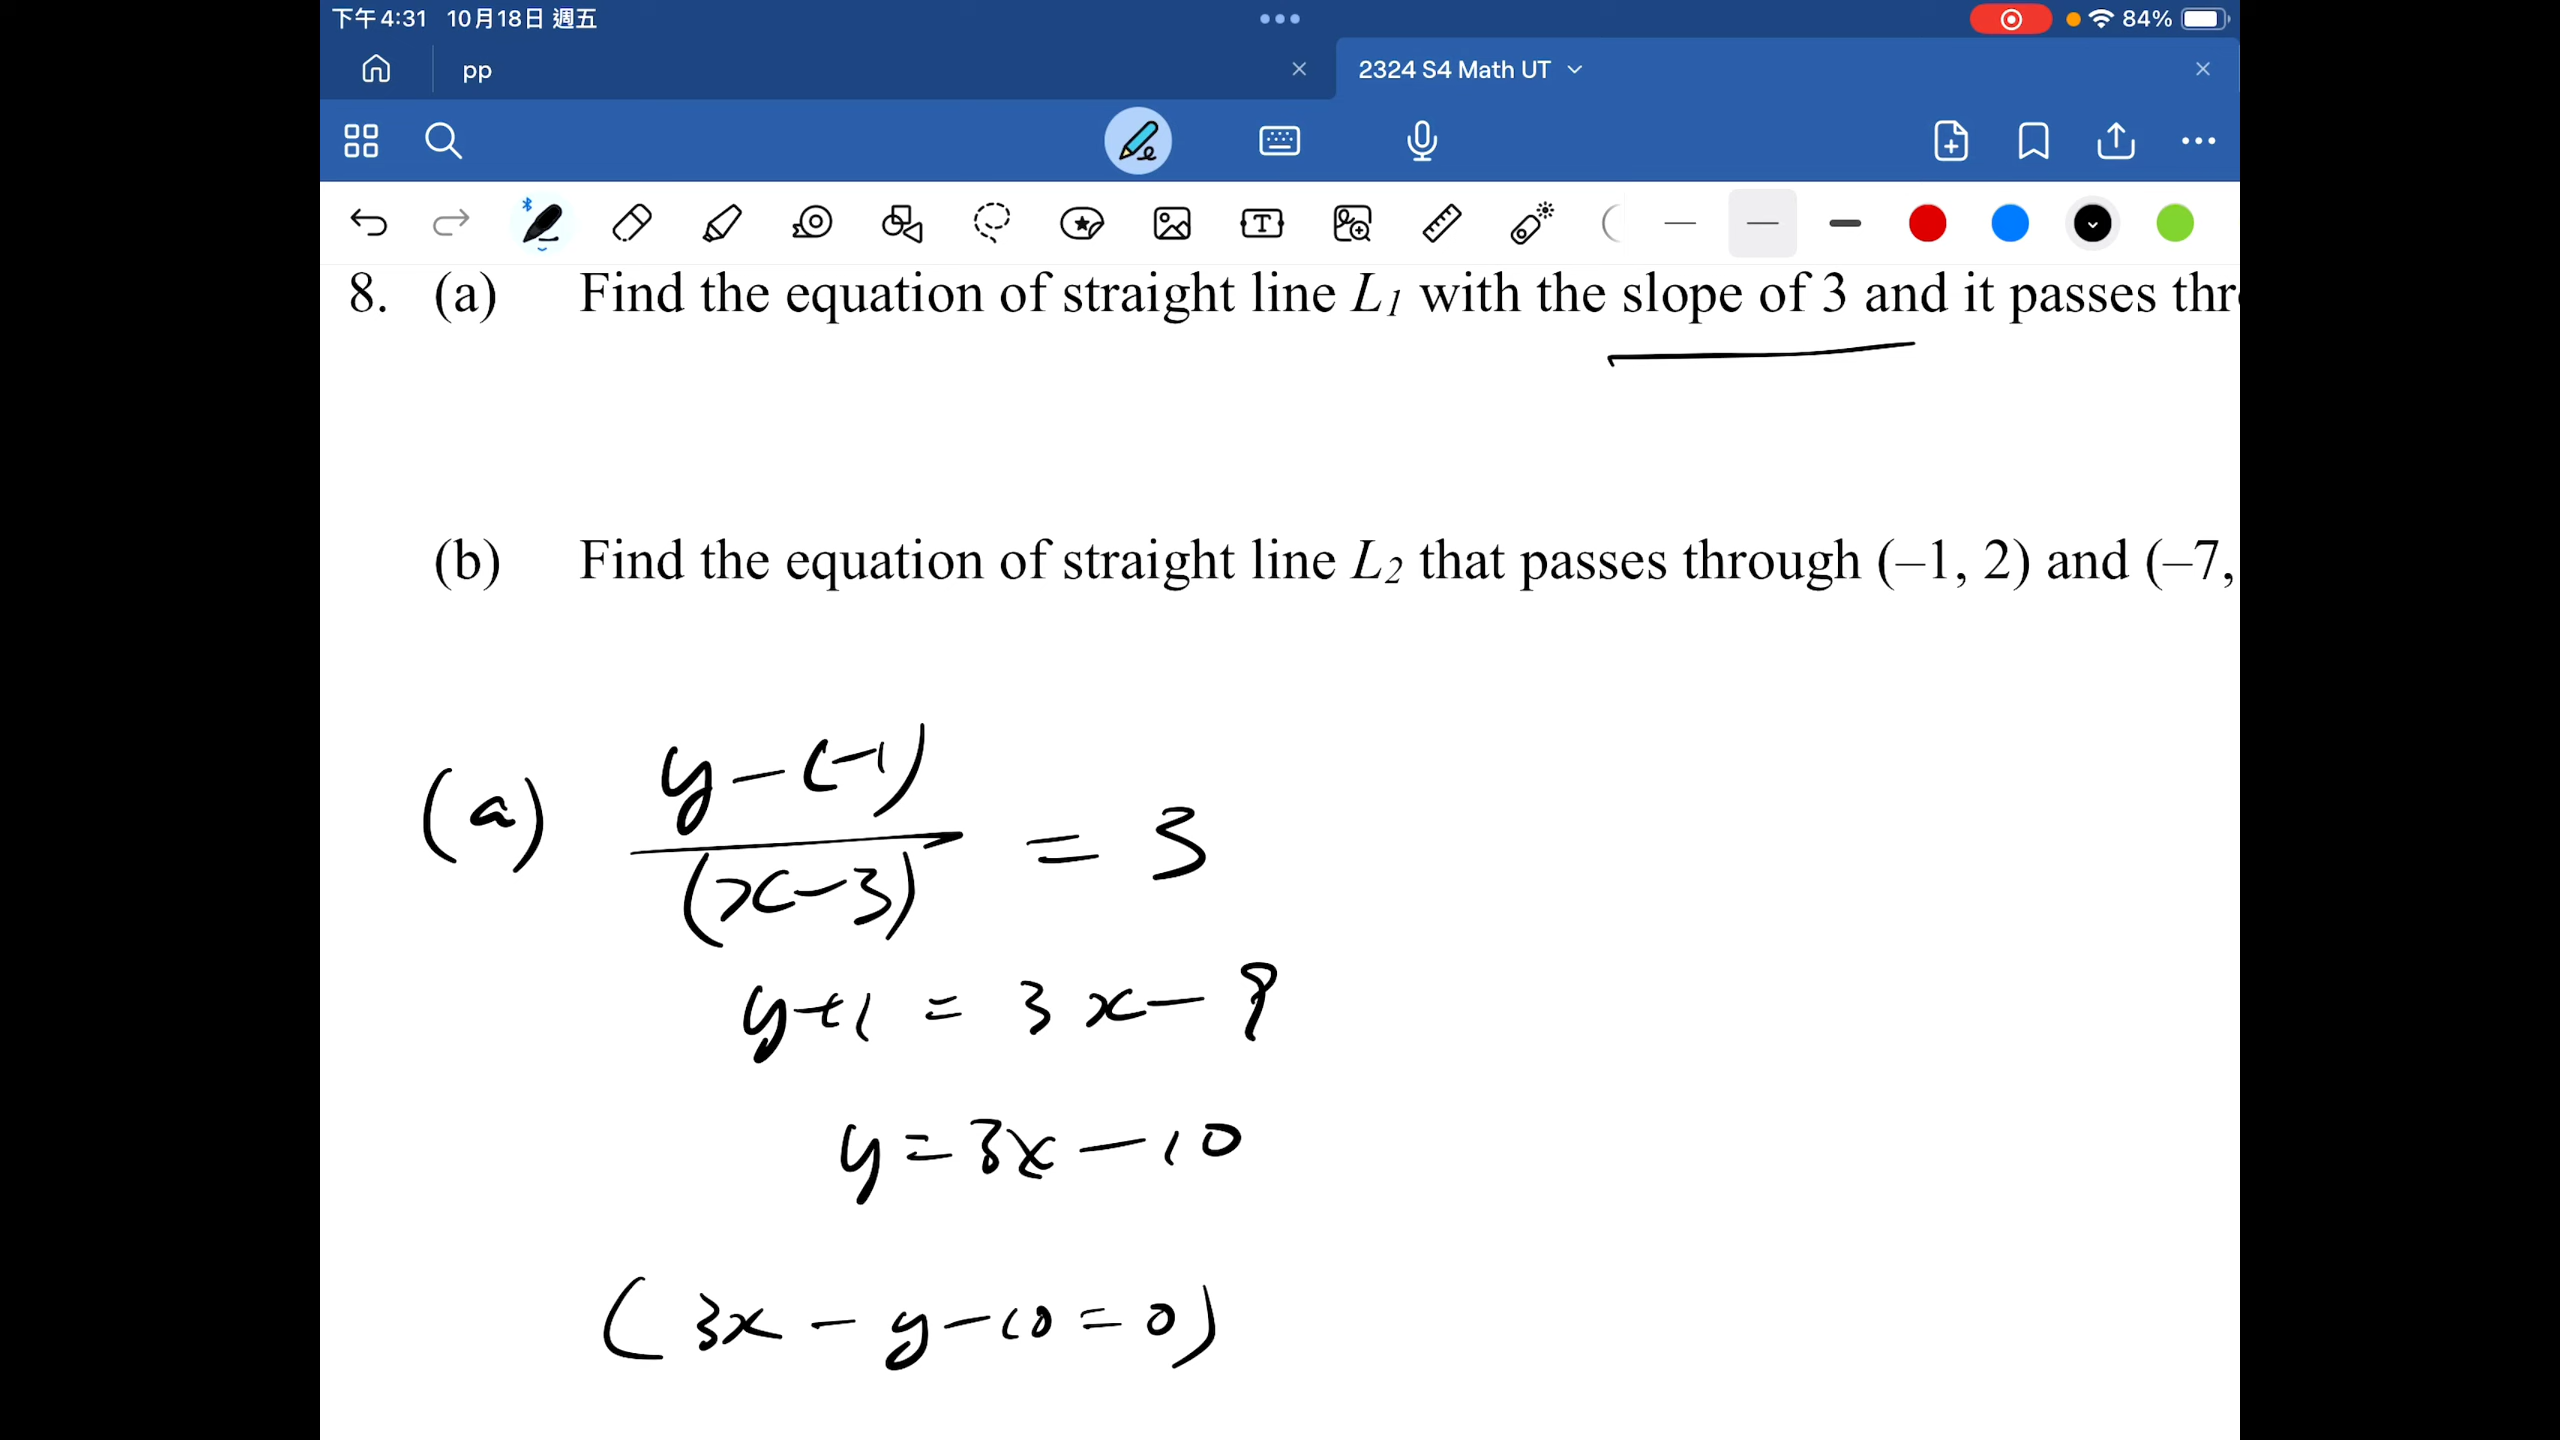 下午4:31 10月18日 週五 84%
pp 2324 S4 Math UT
8. (a) Find the equation of straight line L₁ with the slope of 3 and it passes thr
(b) Find the equation of straight line L₂ that passes through (–1, 2) and (–7,
(a) y-(-1) / (x-3) = 3
y+1 = 3x-9
y=3x-10
(3x-y-10=0)